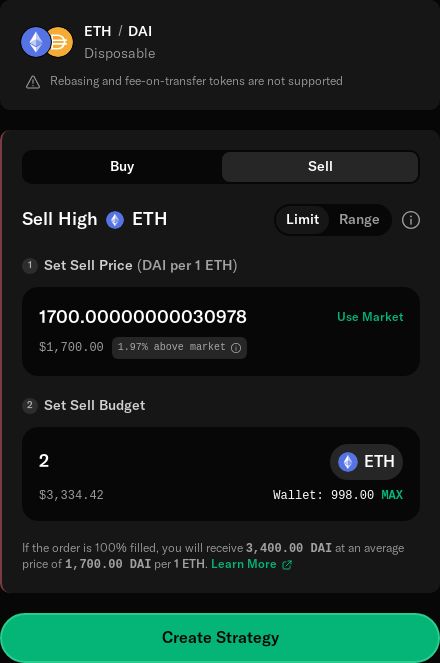 ETH / DAI
Disposable
Rebasing and fee-on-transfer tokens are not supported
Buy Sell
Sell High ETH Limit Range
1 Set Sell Price (DAI per 1 ETH)
1700.00000000030978 Use Market
$1,700.00 1.97% above market
2 Set Sell Budget
2 ETH
$3,334.42 Wallet: 998.00 MAX
If the order is 100% filled, you will receive 3,400.00 DAI at an average
price of 1,700.00 DAI per 1 ETH. Learn More
Create Strategy